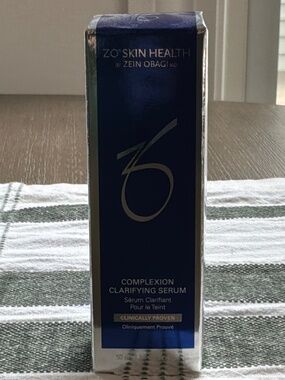 ZO® SKIN HEALTH
BY ZEIN OBAGI MD
COMPLEXION
CLARIFYING SERUM
Sérum Clarifiant
Pour le Teint
CLINICALLY PROVEN
Cliniquement Prouvé